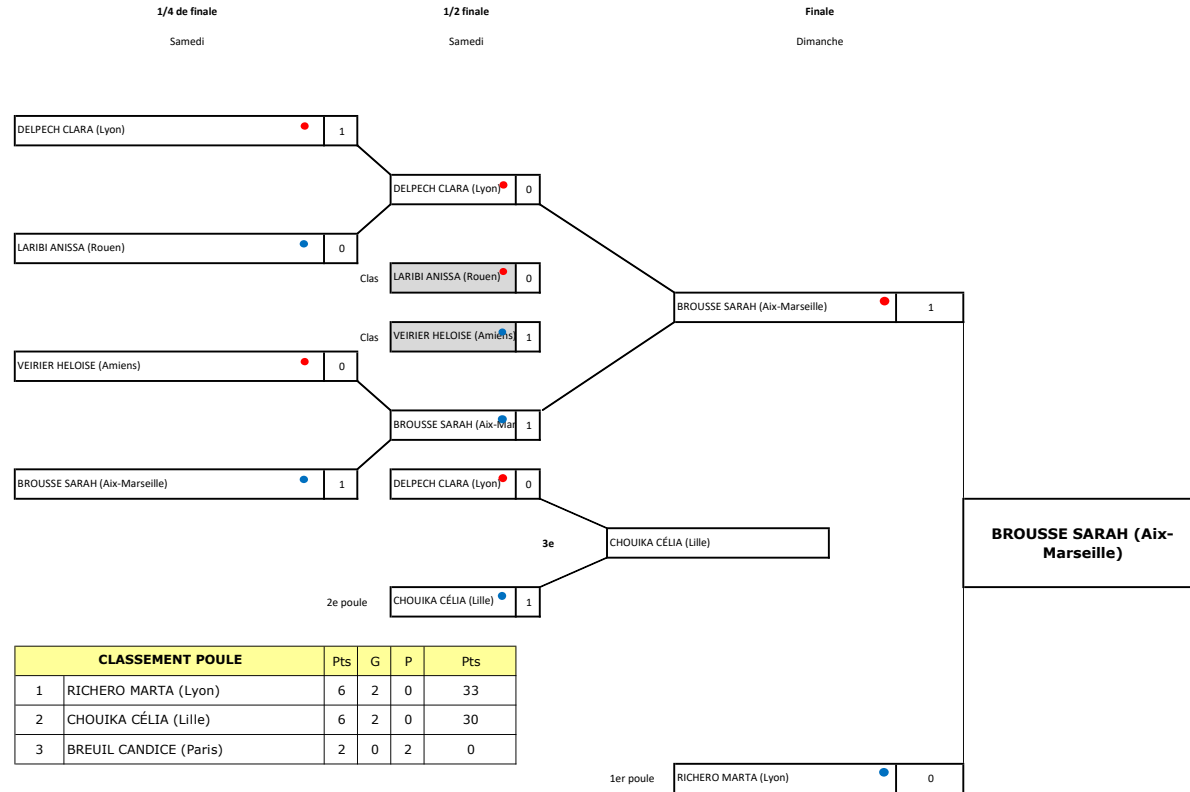 1/4 de finale 1/2 finale Finale
Samedi Samedi Dimanche
DELPECH CLARA (Lyon) 1
DELPECH CLARA (Lyon) 0
LARIBI ANISSA (Rouen) 0
Clas LARIBI ANISSA (Rouen) 0
BROUSSE SARAH (Aix-Marseille) 1
Clas VEIRIER HELOISE (Amiens) 1
VEIRIER HELOISE (Amiens) 0
BROUSSE SARAH (Aix-Mar 1
BROUSSE SARAH (Aix-Marseille) 1 DELPECH CLARA (Lyon) 0
BROUSSE SARAH (Aix-
Marseille)
3e CHOUIKA CÉLIA (Lille)
2e poule CHOUIKA CÉLIA (Lille) 1
CLASSEMENT POULE Pts G P Pts
1 RICHERO MARTA (Lyon) 6 2 0 33
2 CHOUIKA CÉLIA (Lille) 6 2 0 30
3 BREUIL CANDICE (Paris) 2 0 2 0
1er poule RICHERO MARTA (Lyon) 0